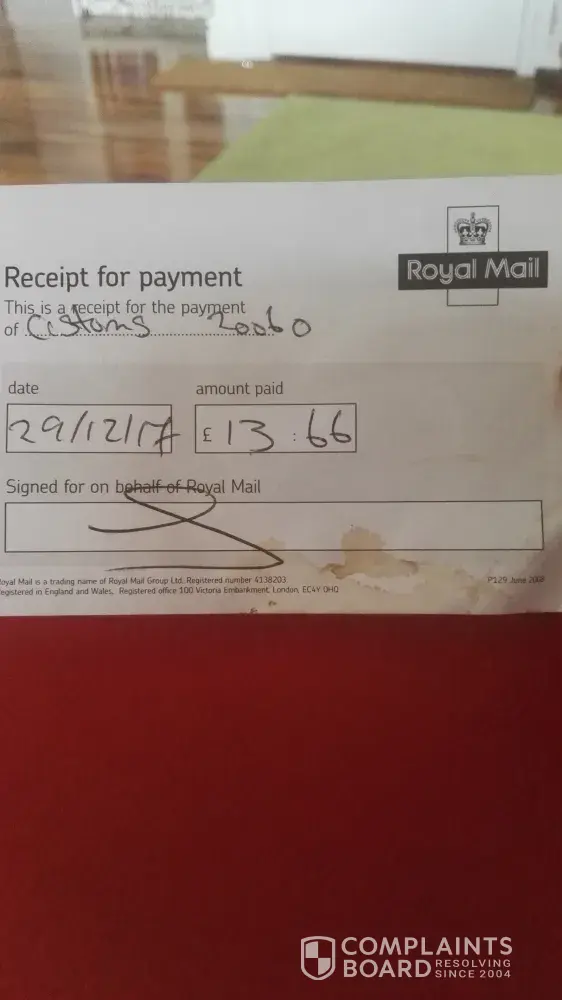 Receipt for payment
Royal Mail
This is a receipt for the payment
of Customs 20060
date
amount paid
29/12/17
£ 13 : 66
Signed for on behalf of Royal Mail
Royal Mail is a trading name of Royal Mail Group Ltd. Registered number 4138203.
Registered in England and Wales. Registered office 100 Victoria Embankment, London, EC4Y 0HQ
P129 June 2008
COMPLAINTS
BOARD RESOLVING
SINCE 2004